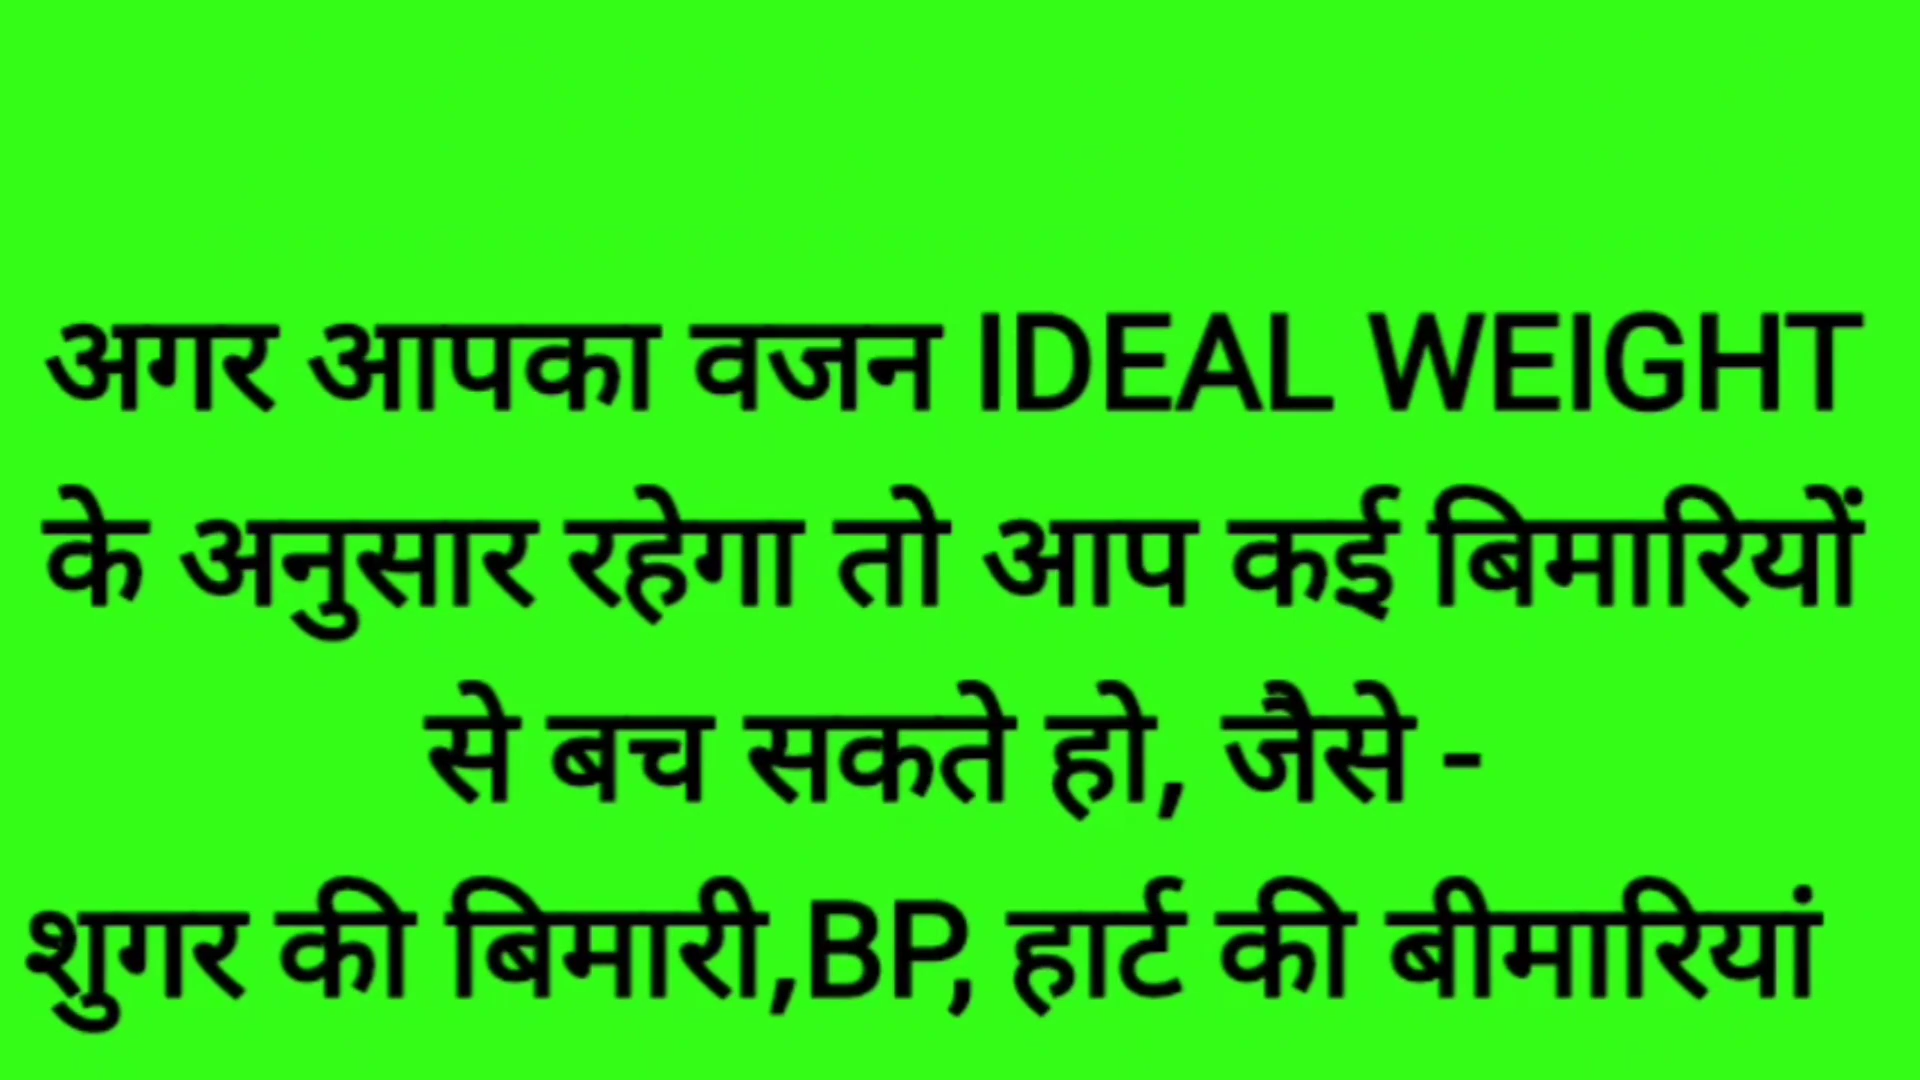 अगर आपका वजन IDEAL WEIGHT
के अनुसार रहेगा तो आप कई बिमारियों
से बच सकते हो, जैसे -
शुगर की बिमारी,BP, हार्ट की बीमारियां